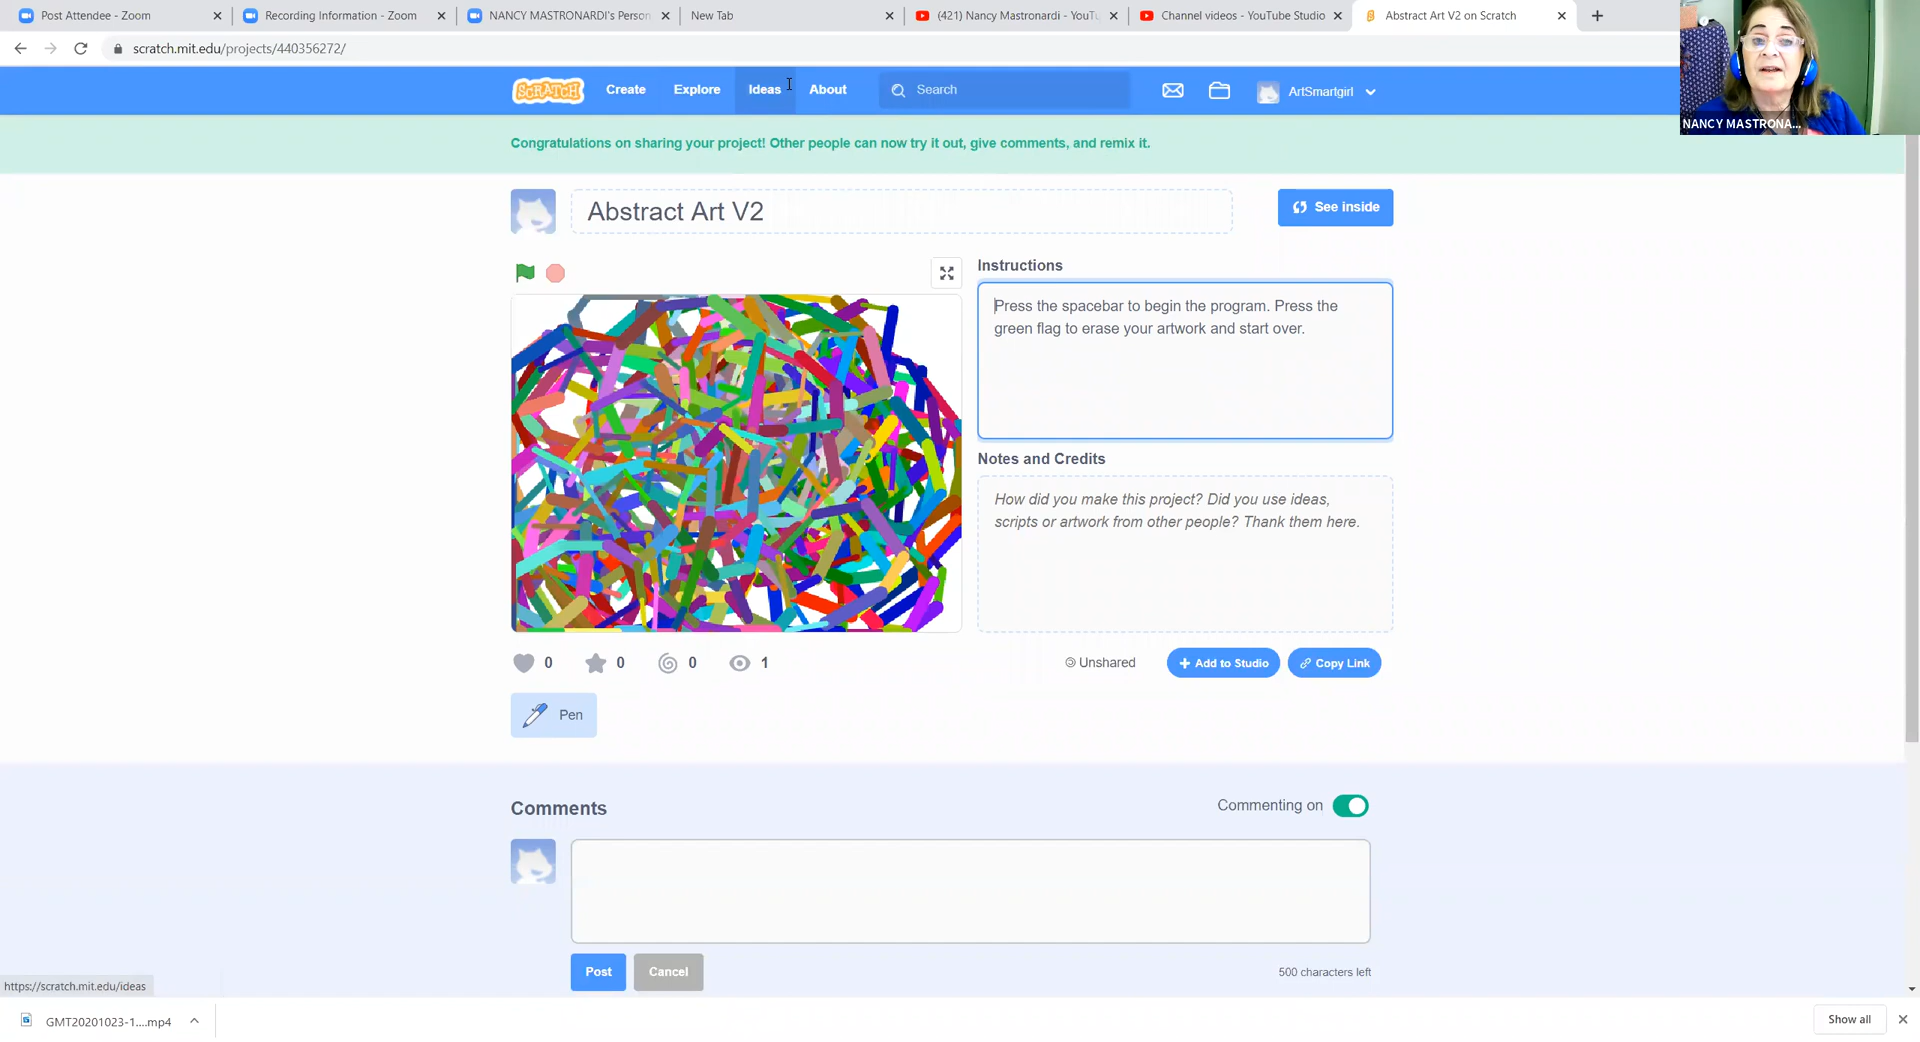 Post Attendee - Zoom
Recording Information - Zoom
NANCY MASTRONARDI's Person
New Tab
(421) Nancy Mastronardi - YouTu
Channel videos - YouTube Studio
Abstract Art V2 on Scratch
scratch.mit.edu/projects/440356272/
SCRATCH
Create
Explore
Ideas
About
Search
ArtSmartgirl
NANCY MASTRONA...
Congratulations on sharing your project! Other people can now try it out, give comments, and remix it.
Abstract Art V2
See inside
Instructions
Press the spacebar to begin the program. Press the
green flag to erase your artwork and start over.
Notes and Credits
How did you make this project? Did you use ideas,
scripts or artwork from other people? Thank them here.
0
0
0
1
Unshared
Add to Studio
Copy Link
Pen
Comments
Commenting on
Post
Cancel
500 characters left
https://scratch.mit.edu/ideas
GMT20201023-1....mp4
Show all